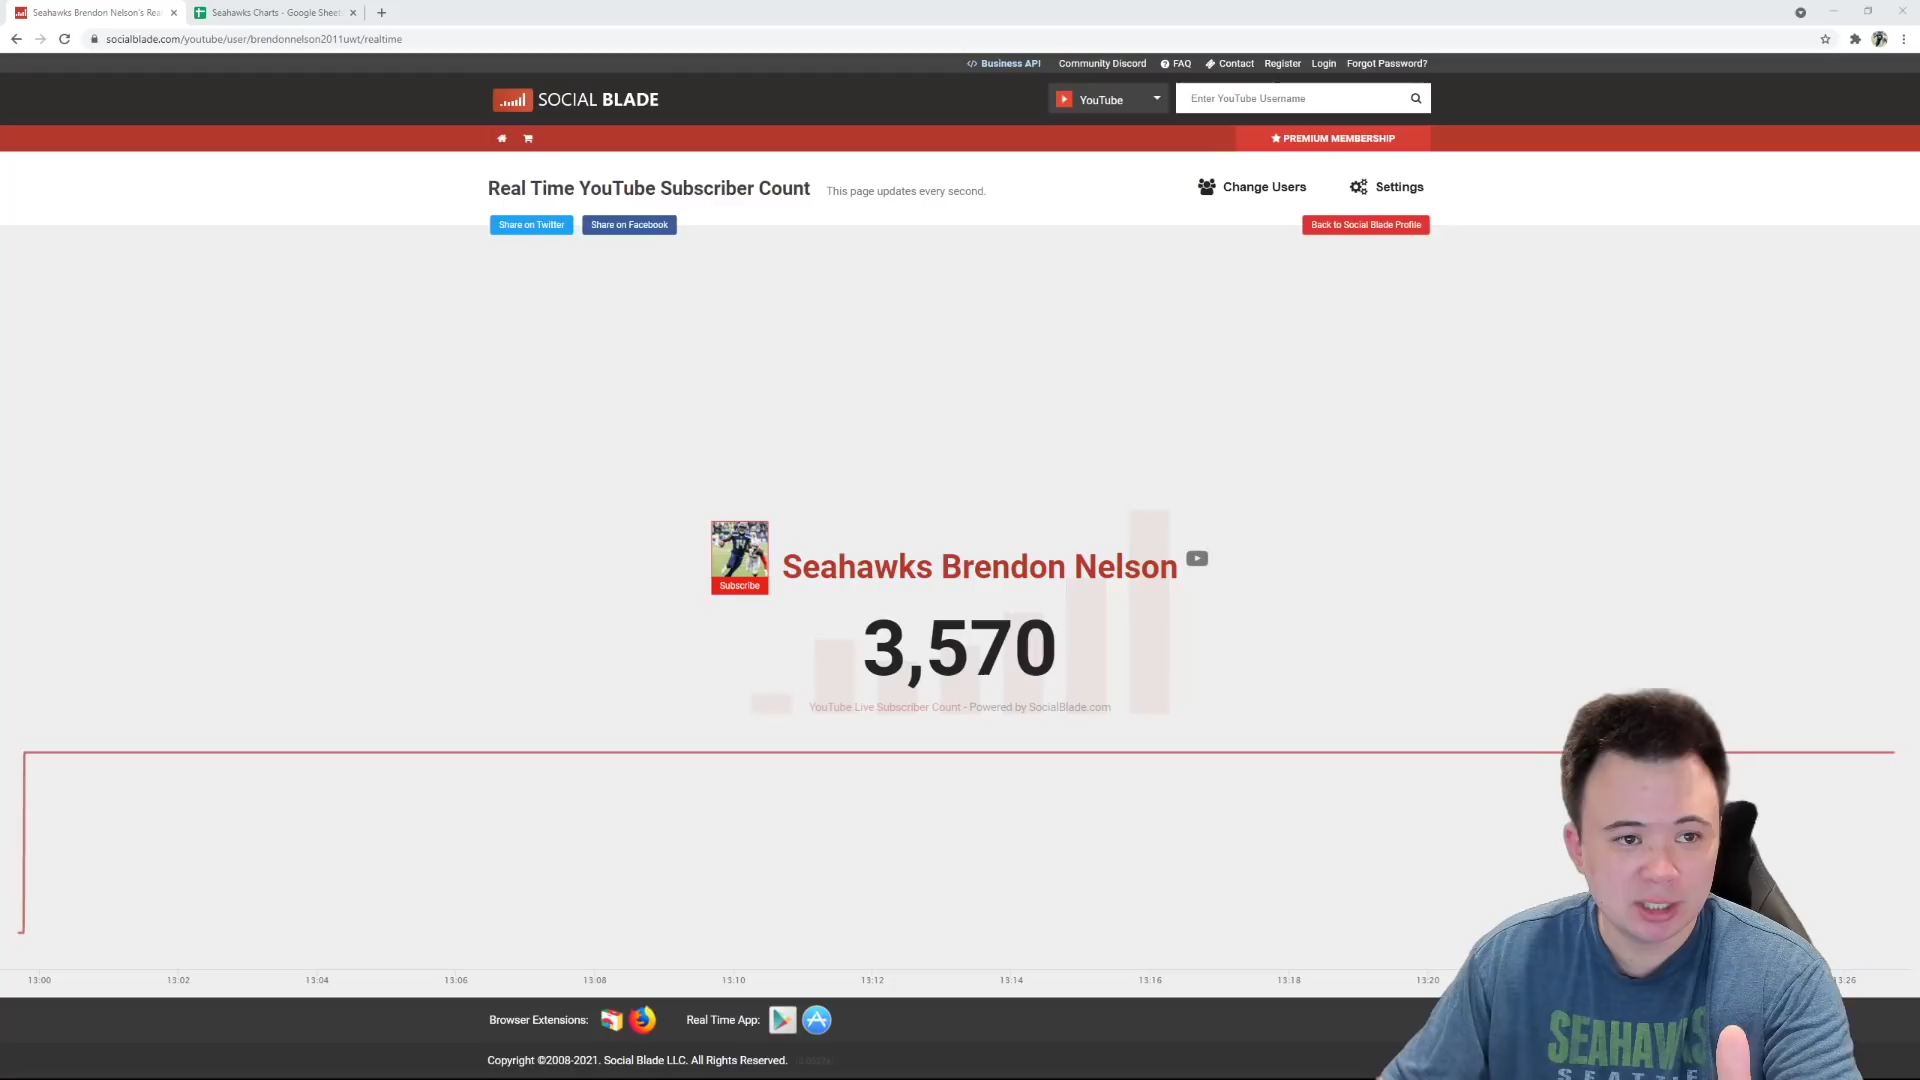 Seahawks Brendon Nelson's Rea
Seahawks Charts - Google Sheets
socialblade.com/youtube/user/brendonnelson2011uwt/realtime
</> Business API Community Discord FAQ Contact Register Login Forgot Password?
SOCIAL BLADE
YouTube
Enter YouTube Username
PREMIUM MEMBERSHIP
Real Time YouTube Subscriber Count This page updates every second.
Change Users Settings
Share on Twitter Share on Facebook
Back to Social Blade Profile
Subscribe
Seahawks Brendon Nelson
3,570
YouTube Live Subscriber Count - Powered by SocialBlade.com
13:00 13:02 13:04 13:06 13:08 13:10 13:12 13:14 13:16 13:18 13:20 13:26
Browser Extensions: Real Time App:
Copyright ©2008-2021. Social Blade LLC. All Rights Reserved.
SEAHAWKS
SEATTLE